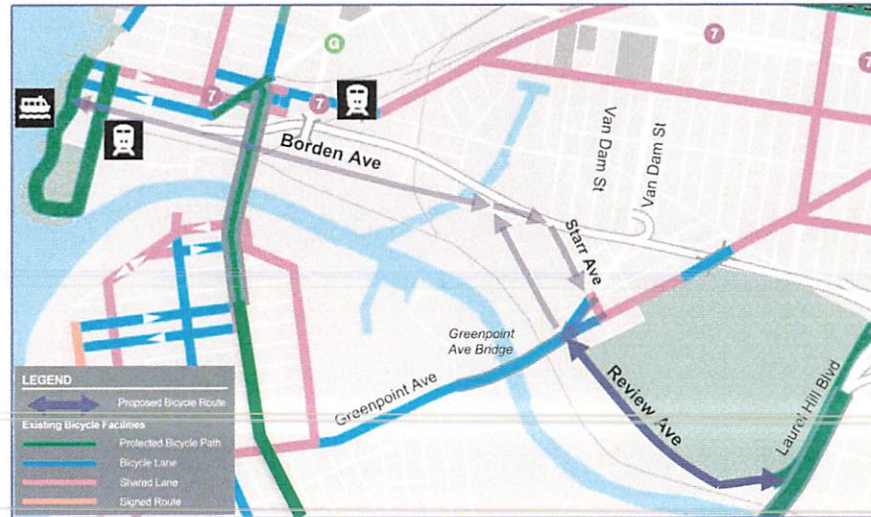 G
7
7
7
7
Borden Ave
Van Dam St
Van Dam St
Starr Ave
Greenpoint
Ave Bridge
Greenpoint Ave
Review Ave
Laurel Hill Blvd
LEGEND
Proposed Bicycle Route
Existing Bicycle Facilities
Protected Bicycle Path
Bicycle Lane
Shared Lane
Signed Route